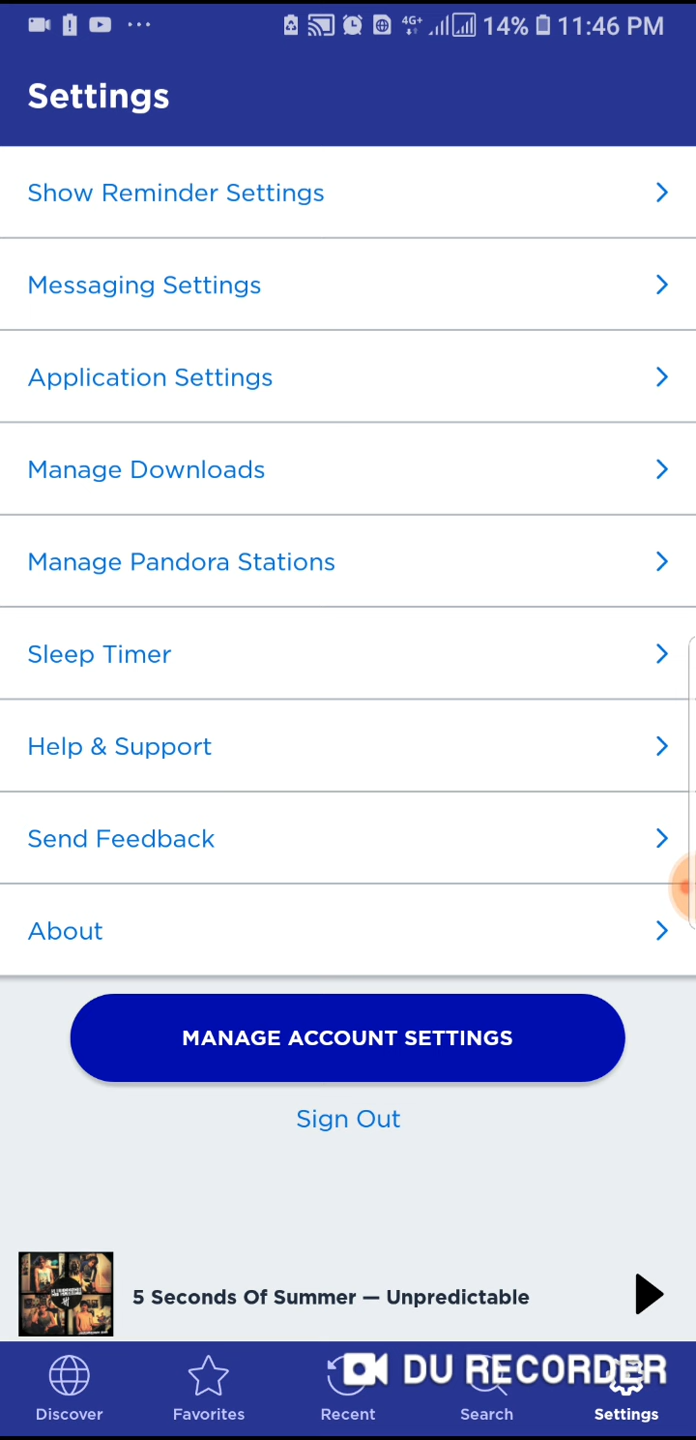 4G+ 14% 11:46 PM
Settings
Show Reminder Settings
Messaging Settings
Application Settings
Manage Downloads
Manage Pandora Stations
Sleep Timer
Help & Support
Send Feedback
About
MANAGE ACCOUNT SETTINGS
Sign Out
5 Seconds Of Summer — Unpredictable
DU RECORDER
Discover Favorites Recent Search Settings